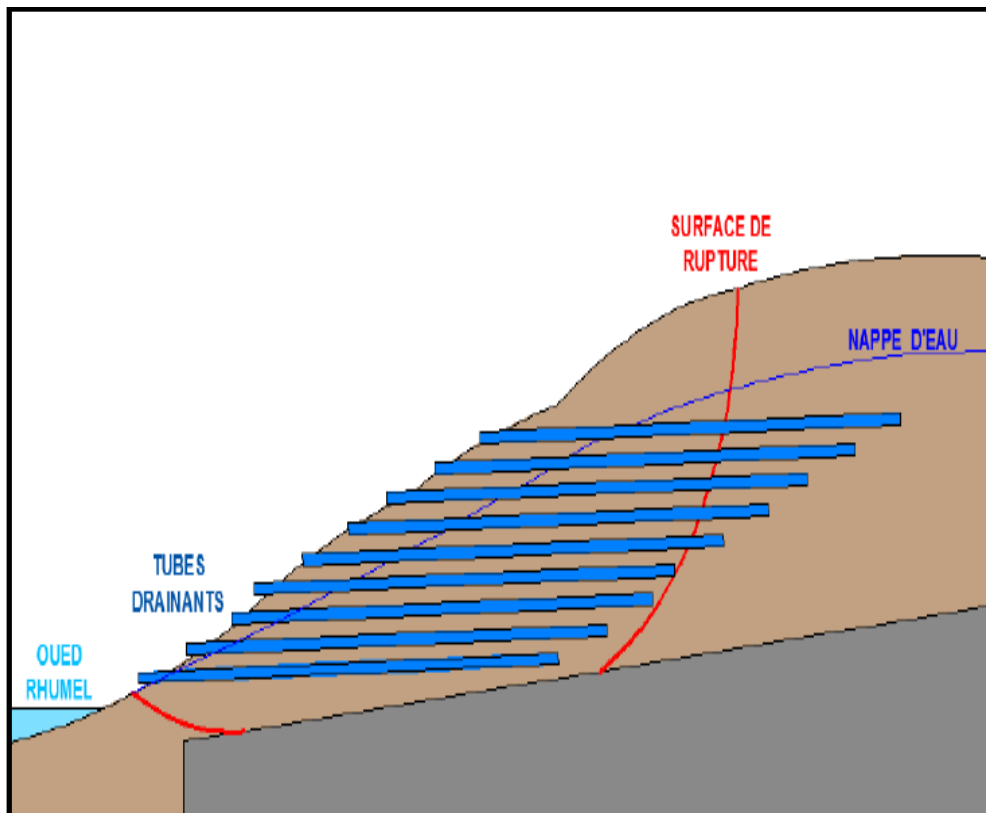 SURFACE DE
RUPTURE
NAPPE D'EAU
TUBES
DRAINANTS
OUED
RHUMEL